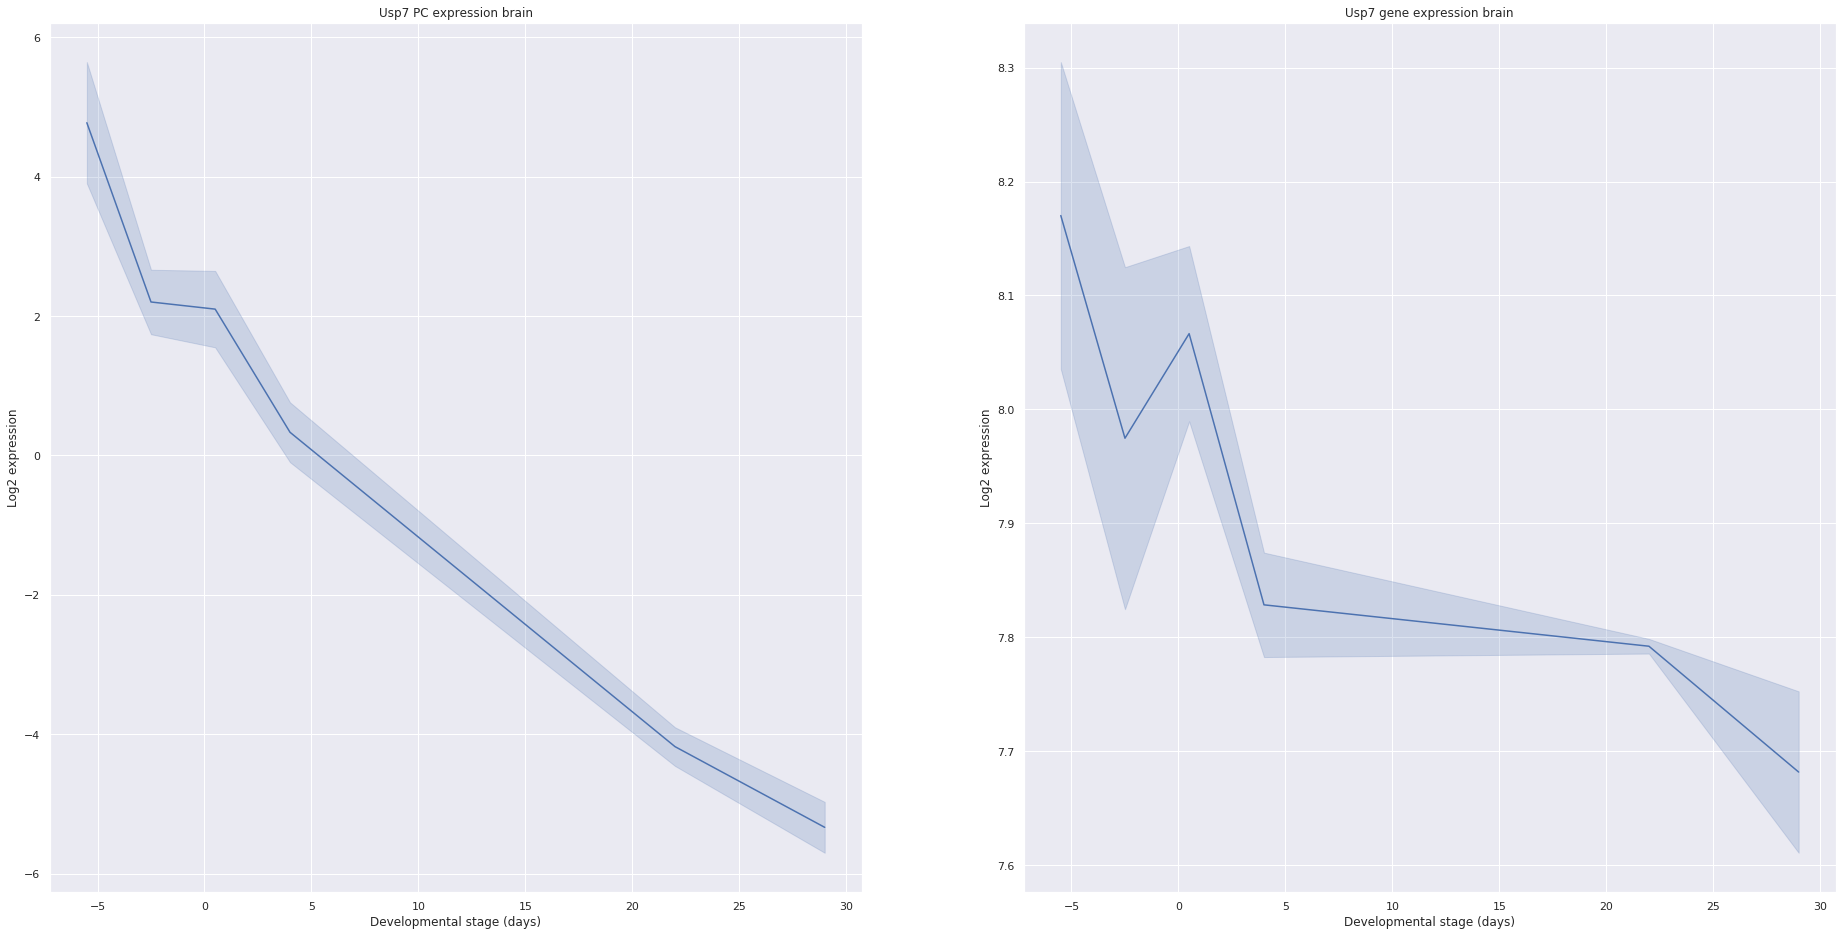 Usp7 PC expression brain
6
4
2
0
−2
−4
−6
Log2 expression
−5 0 5 10 15 20 25 30
Developmental stage (days)
Usp7 gene expression brain
8.3
8.2
8.1
8.0
7.9
7.8
7.7
7.6
Log2 expression
−5 0 5 10 15 20 25 30
Developmental stage (days)